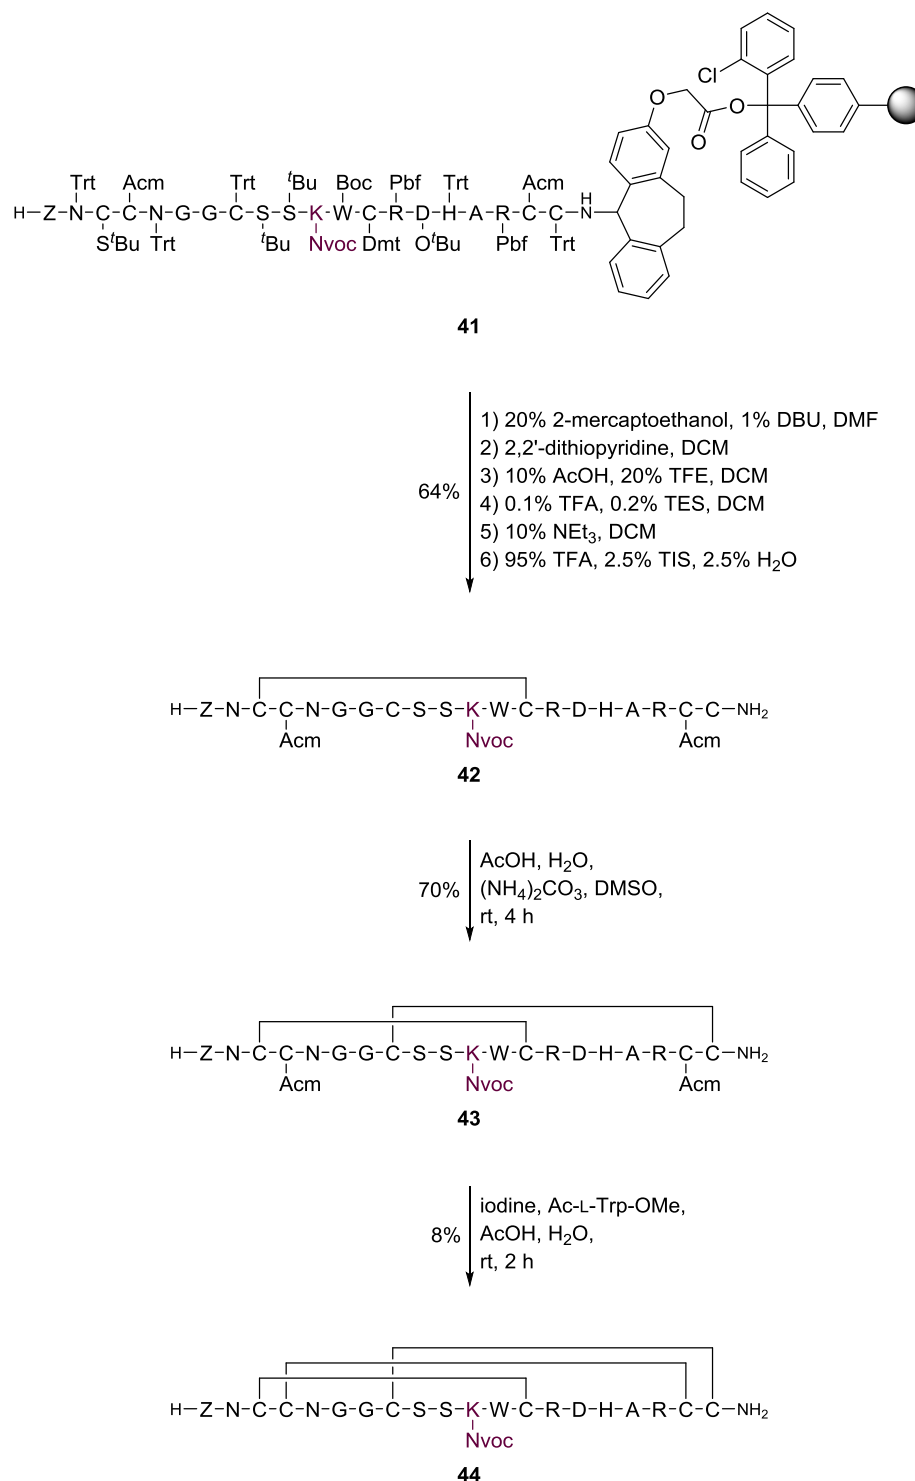 Cl
O
O
O
Trt Acm Trt ᵗBu Boc Pbf Trt Acm
H–Z–N–C–C–N–G–G–C–S–S–K–W–C–R–D–H–A–R–C–C–NH
SᵗBu Trt ᵗBu Nvoc Dmt OᵗBu Pbf Trt
41
1) 20% 2-mercaptoethanol, 1% DBU, DMF
2) 2,2'-dithiopyridine, DCM
3) 10% AcOH, 20% TFE, DCM
64%
4) 0.1% TFA, 0.2% TES, DCM
5) 10% NEt₃, DCM
6) 95% TFA, 2.5% TIS, 2.5% H₂O
H–Z–N–C–C–N–G–G–C–S–S–K–W–C–R–D–H–A–R–C–C–NH₂
Acm Nvoc Acm
42
AcOH, H₂O,
70%
(NH₄)₂CO₃, DMSO,
rt, 4 h
H–Z–N–C–C–N–G–G–C–S–S–K–W–C–R–D–H–A–R–C–C–NH₂
Acm Nvoc Acm
43
iodine, Ac-L-Trp-OMe,
8%
AcOH, H₂O,
rt, 2 h
H–Z–N–C–C–N–G–G–C–S–S–K–W–C–R–D–H–A–R–C–C–NH₂
Nvoc
44